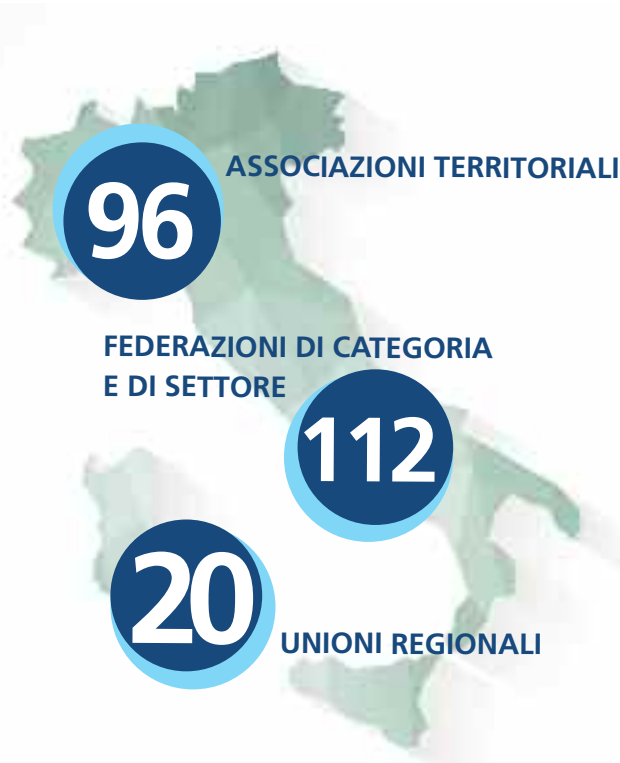 96
ASSOCIAZIONI TERRITORIALI
FEDERAZIONI DI CATEGORIA
E DI SETTORE
112
20
UNIONI REGIONALI